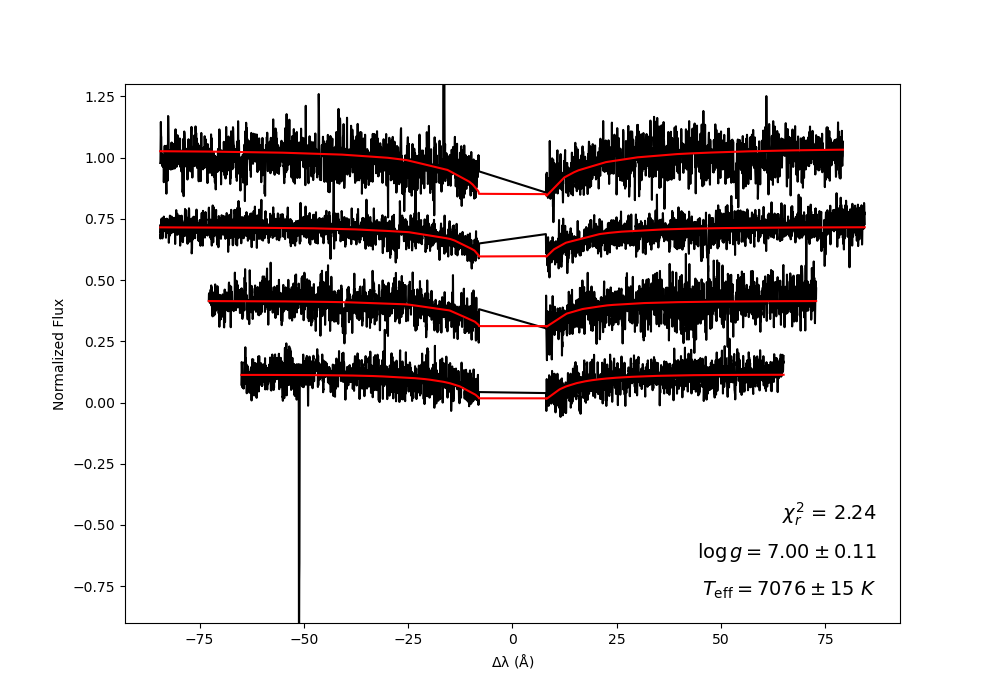 1.25
1.00
0.75
0.50
0.25
0.00
−0.25
−0.50
−0.75
Normalized Flux
χ²ᵣ = 2.24
log g = 7.00 ± 0.11
T_eff = 7076 ± 15 K
−75 −50 −25 0 25 50 75
Δλ (Å)